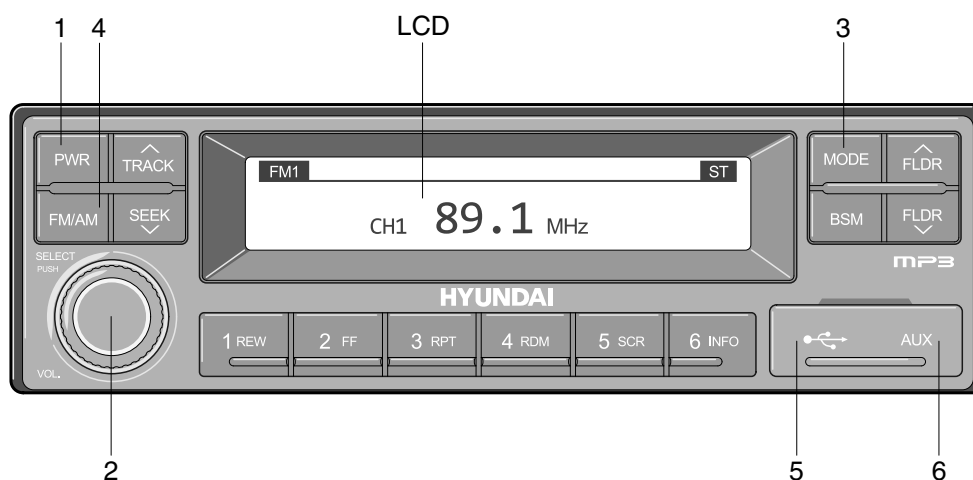 1 4 LCD 3
PWR TRACK
FM/AM SEEK
FM1 ST
CH1 89.1 MHz
MODE FLDR
BSM FLDR
MP3
SELECT
PUSH
VOL.
HYUNDAI
1 REW 2 FF 3 RPT 4 RDM 5 SCR 6 INFO
AUX
2 5 6